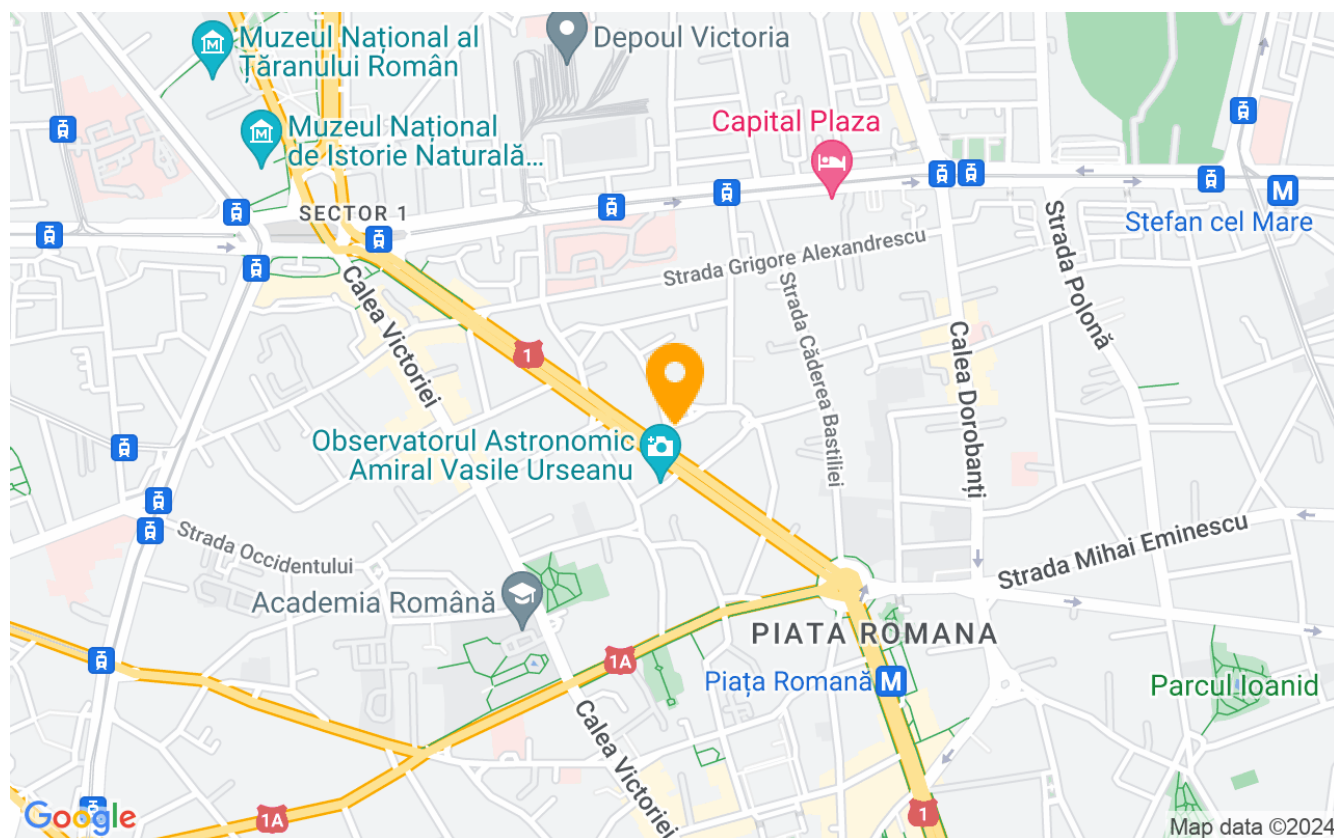 Muzeul Național al
Țăranului Român
Depoul Victoria
Muzeul Național
de Istorie Naturală...
Capital Plaza
SECTOR 1
M
Stefan cel Mare
Strada Grigore Alexandrescu
Strada Polonă
Calea Victoriei
Strada Căderea Bastiliei
Calea Dorobanți
1
Observatorul Astronomic
Amiral Vasile Urseanu
Strada Occidentului
Strada Mihai Eminescu
Academia Română
PIATA ROMANA
1A
Piața Romană
M
Parcul Ioanid
Calea Victoriei
Google
1A
1
Map data ©2024